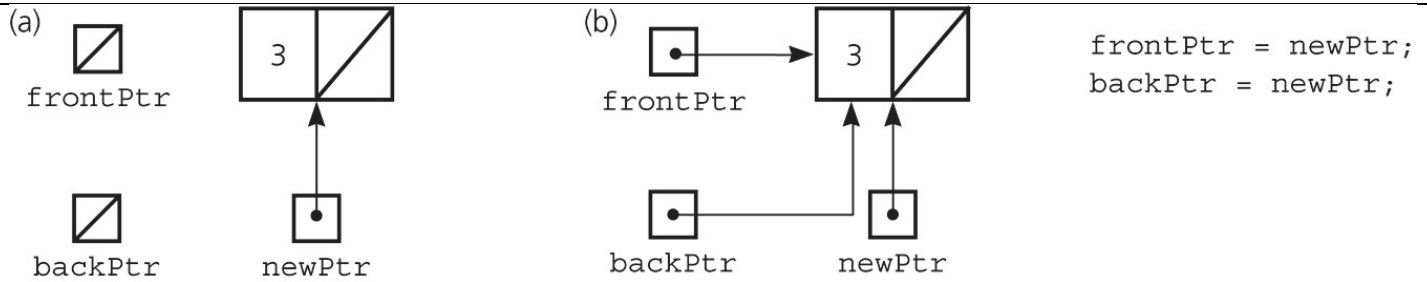 (a)
3
frontPtr
backPtr
newPtr
(b)
3
frontPtr
backPtr
newPtr
frontPtr = newPtr;
backPtr = newPtr;